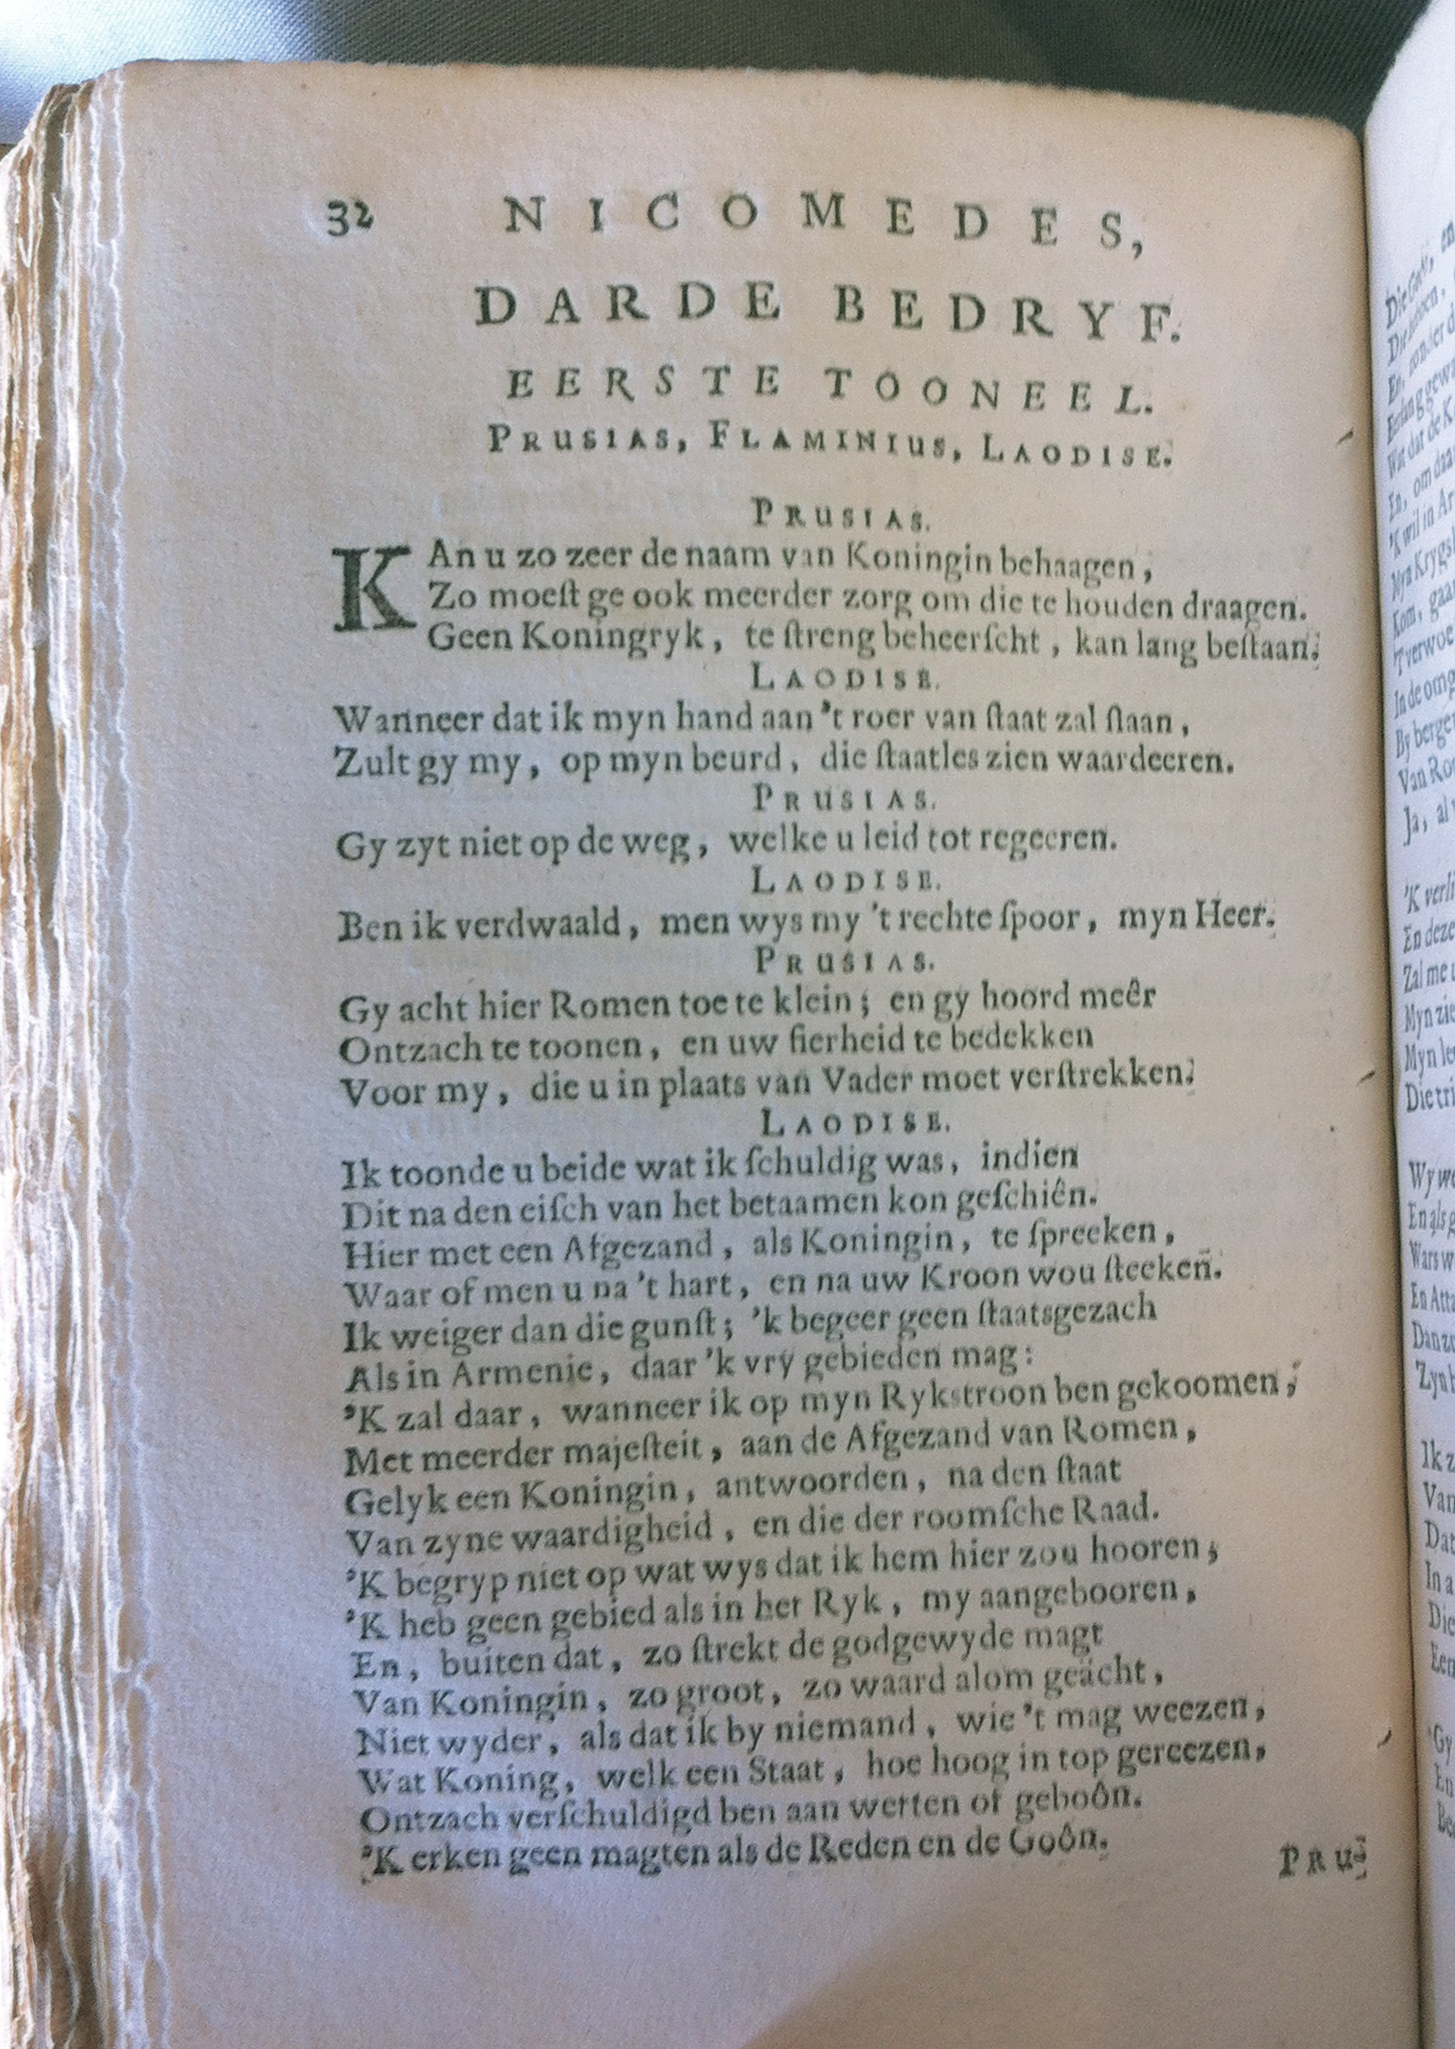 32 NICOMEDES,
DARDE BEDRYF.
EERSTE TOONEEL.
PRUSIAS, FLAMINIUS, LAODISE.
PRUSIAS.
KAn u zo zeer de naam van Koningin behaagen,
Zo moeſt ge ook meerder zorg om die te houden draagen.
Geen Koningryk, te ſtreng beheerſcht, kan lang beſtaan.
LAODISE.
Wanneer dat ik myn hand aan 't roer van ſtaat zal ſlaan,
Zult gy my, op myn beurd, die ſtaatles zien waardeeren.
PRUSIAS.
Gy zyt niet op de weg, welke u leid tot regeeren.
LAODISE.
Ben ik verdwaald, men wys my 't rechte ſpoor, myn Heer.
PRUSIAS.
Gy acht hier Romen toe te klein; en gy hoord meêr
Ontzach te toonen, en uw fierheid te bedekken
Voor my, die u in plaats van Vader moet verſtrekken.
LAODISE.
Ik toonde u beide wat ik ſchuldig was, indien
Dit na den eiſch van het betaamen kon geſchiên.
Hier met een Afgezand, als Koningin, te ſpreeken,
Waar of men u na 't hart, en na uw Kroon wou ſteeken.
Ik weiger dan die gunſt; 'k begeer geen ſtaatsgezach
Als in Armenie, daar 'k vry gebieden mag:
'K zal daar, wanneer ik op myn Rykstroon ben gekoomen,
Met meerder majeſteit, aan de Afgezand van Romen,
Gelyk een Koningin, antwoorden, na den ſtaat
Van zyne waardigheid, en die der roomſche Raad.
'K begryp niet op wat wys dat ik hem hier zou hooren;
'K heb geen gebied als in het Ryk, my aangebooren,
En, buiten dat, zo ſtrekt de godgewyde magt
Van Koningin, zo groot, zo waard alom geächt,
Niet wyder, als dat ik by niemand, wie 't mag weezen,
Wat Koning, welk een Staat, hoe hoog in top gereezen,
Ontzach verſchuldigd ben aan wetten of geboôn.
'K erken geen magten als de Reden en de Goôn.
PRU-